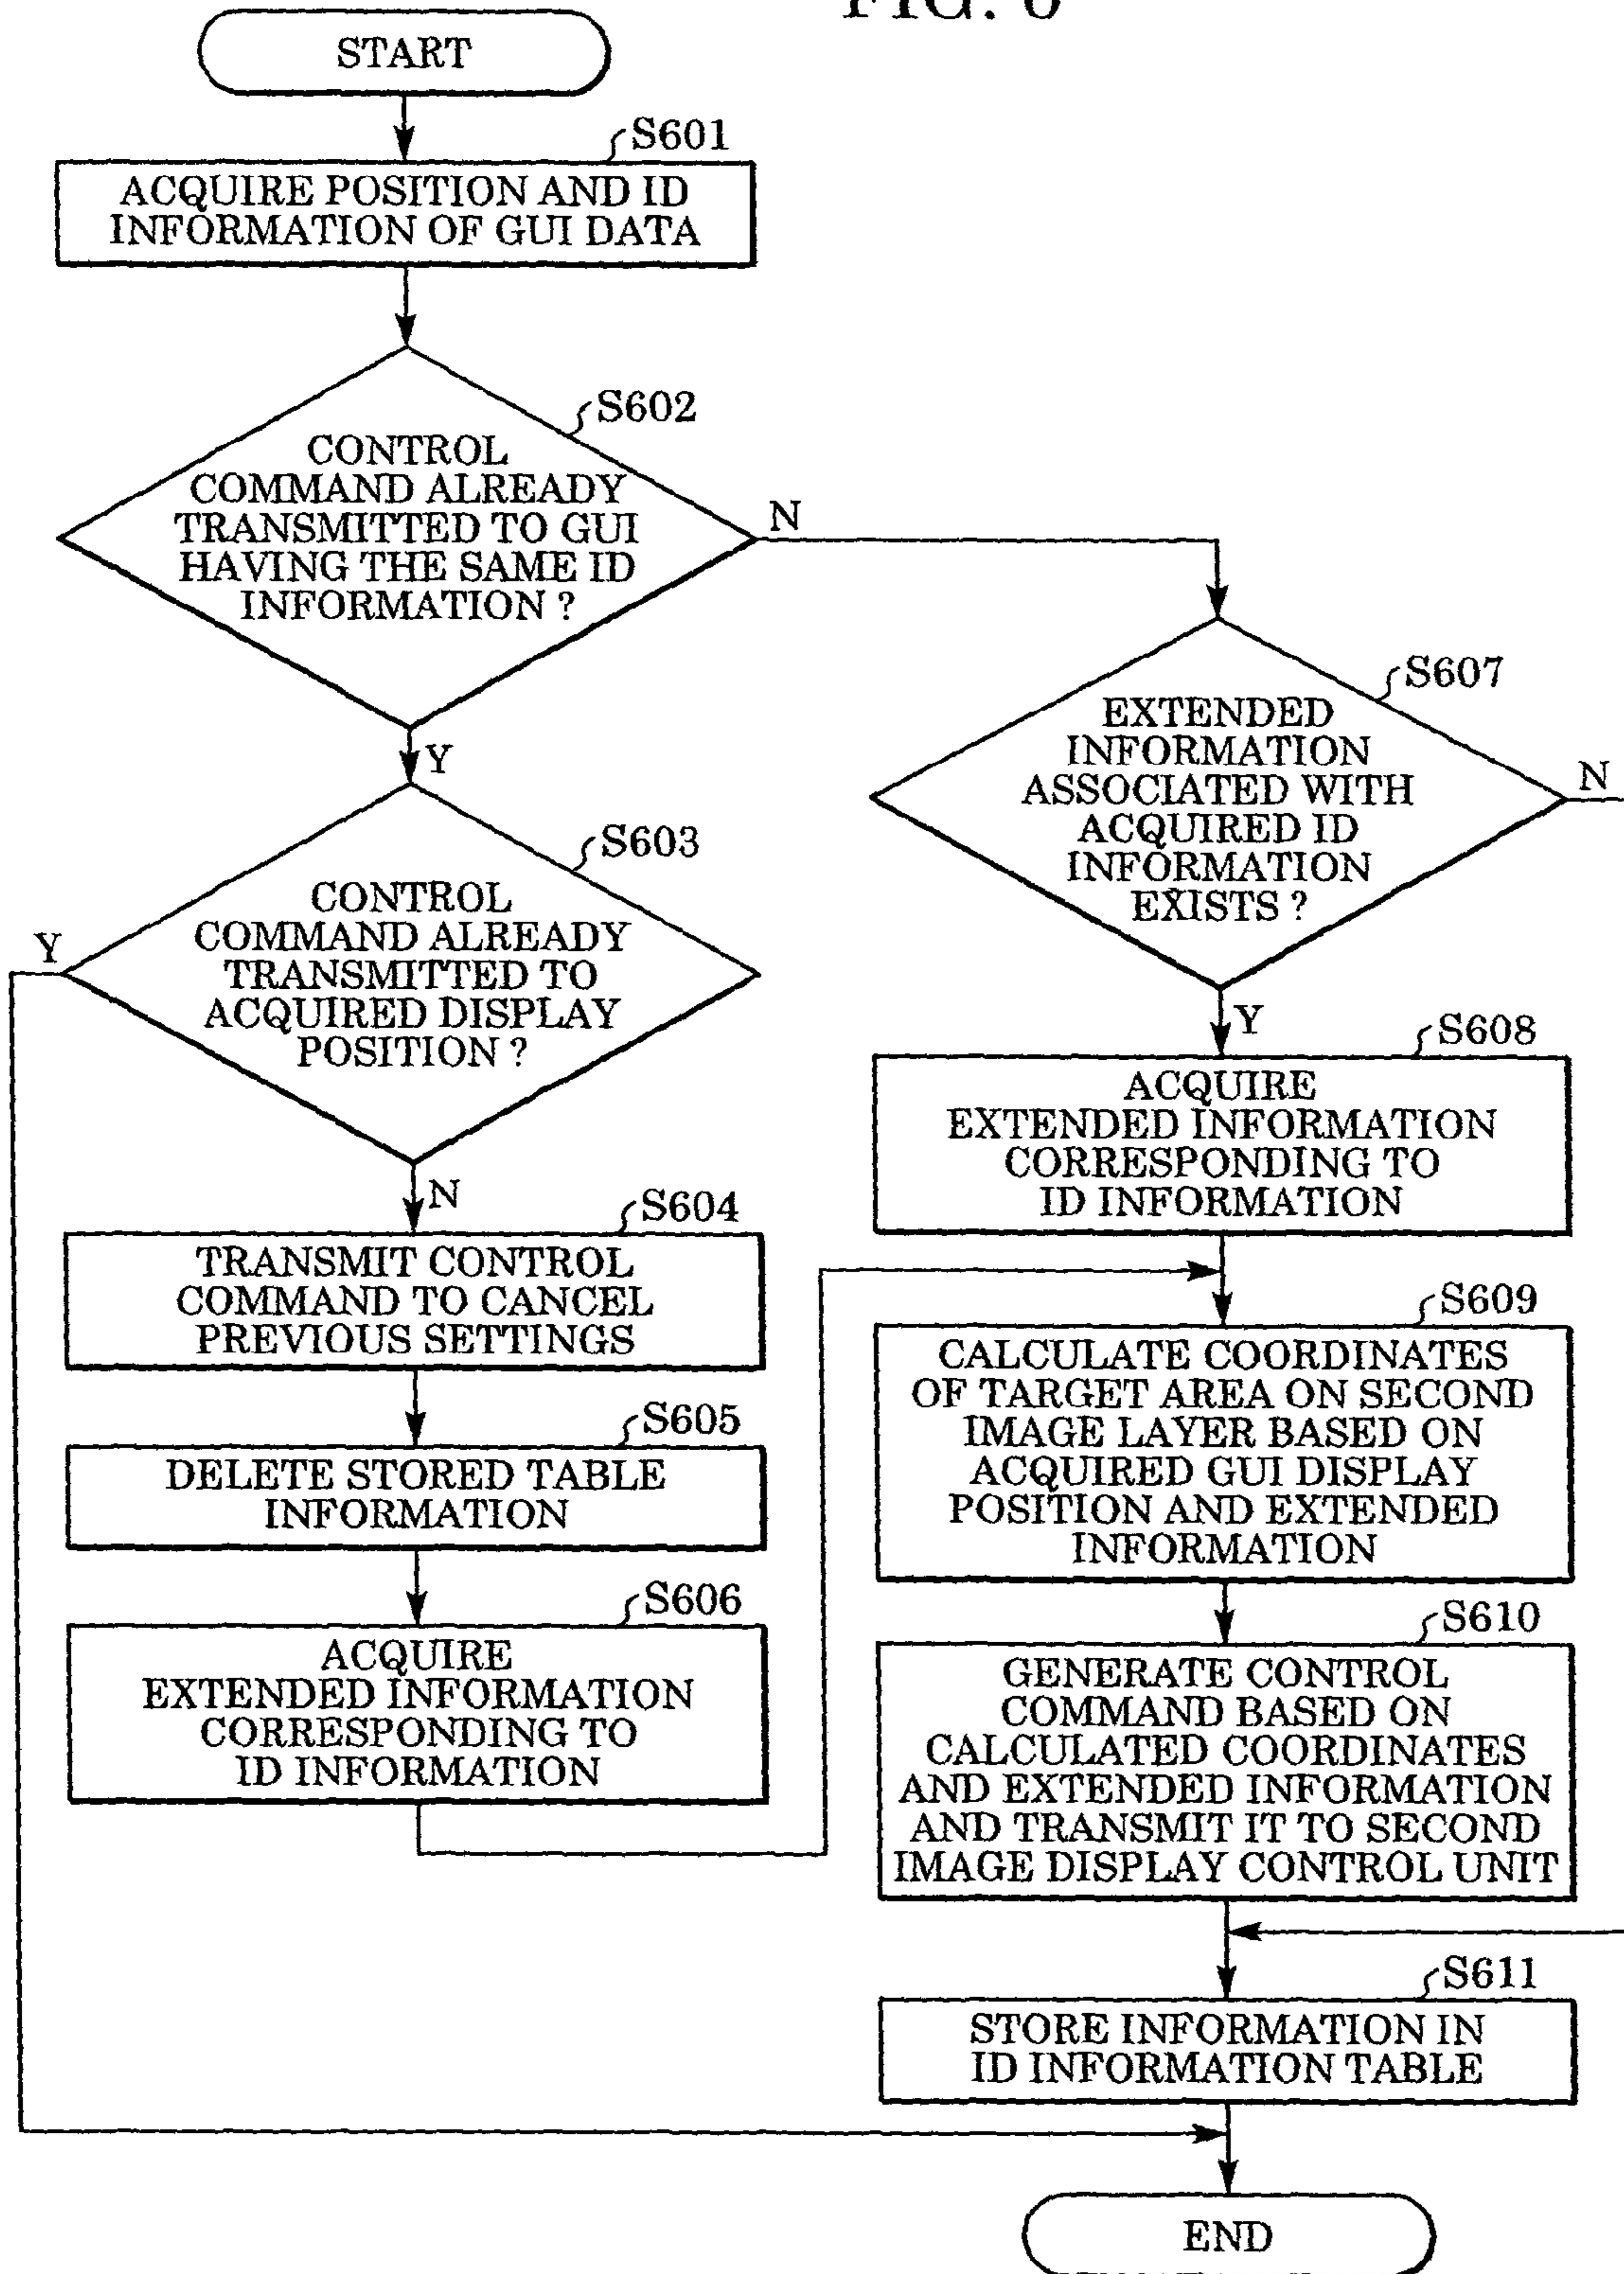 FIG. 6
START
S601
ACQUIRE POSITION AND ID
INFORMATION OF GUI DATA
S602
CONTROL
COMMAND ALREADY
TRANSMITTED TO GUI
HAVING THE SAME ID
INFORMATION ?
N
Y
S603
CONTROL
COMMAND ALREADY
TRANSMITTED TO
ACQUIRED DISPLAY
POSITION ?
Y
N
S604
TRANSMIT CONTROL
COMMAND TO CANCEL
PREVIOUS SETTINGS
S605
DELETE STORED TABLE
INFORMATION
S606
ACQUIRE
EXTENDED INFORMATION
CORRESPONDING TO
ID INFORMATION
S607
EXTENDED
INFORMATION
ASSOCIATED WITH
ACQUIRED ID
INFORMATION
EXISTS ?
N
Y
S608
ACQUIRE
EXTENDED INFORMATION
CORRESPONDING TO
ID INFORMATION
S609
CALCULATE COORDINATES
OF TARGET AREA ON SECOND
IMAGE LAYER BASED ON
ACQUIRED GUI DISPLAY
POSITION AND EXTENDED
INFORMATION
S610
GENERATE CONTROL
COMMAND BASED ON
CALCULATED COORDINATES
AND EXTENDED INFORMATION
AND TRANSMIT IT TO SECOND
IMAGE DISPLAY CONTROL UNIT
S611
STORE INFORMATION IN
ID INFORMATION TABLE
END